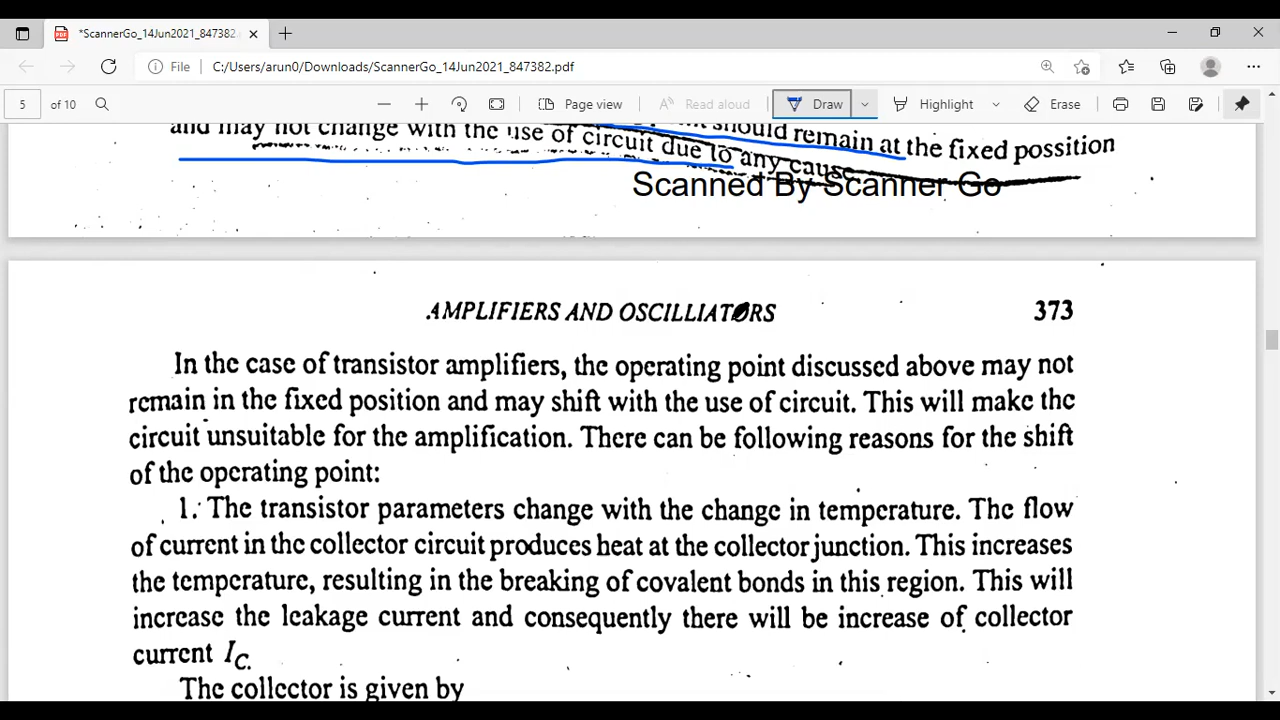 *ScannerGo_14Jun2021_847382.pdf
File C:/Users/arun0/Downloads/ScannerGo_14Jun2021_847382.pdf
5 of 10 Page view Read aloud Draw Highlight Erase
should remain at the fixed possition
and may not change with the use of circuit due to any cause
Scanned By Scanner Go
AMPLIFIERS AND OSCILLIATORS 373
In the case of transistor amplifiers, the operating point discussed above may not
remain in the fixed position and may shift with the use of circuit. This will make the
circuit unsuitable for the amplification. There can be following reasons for the shift
of the operating point:
1. The transistor parameters change with the change in temperature. The flow
of current in the collector circuit produces heat at the collector junction. This increases
the temperature, resulting in the breaking of covalent bonds in this region. This will
increase the leakage current and consequently there will be increase of collector
current IC.
The collector is given by